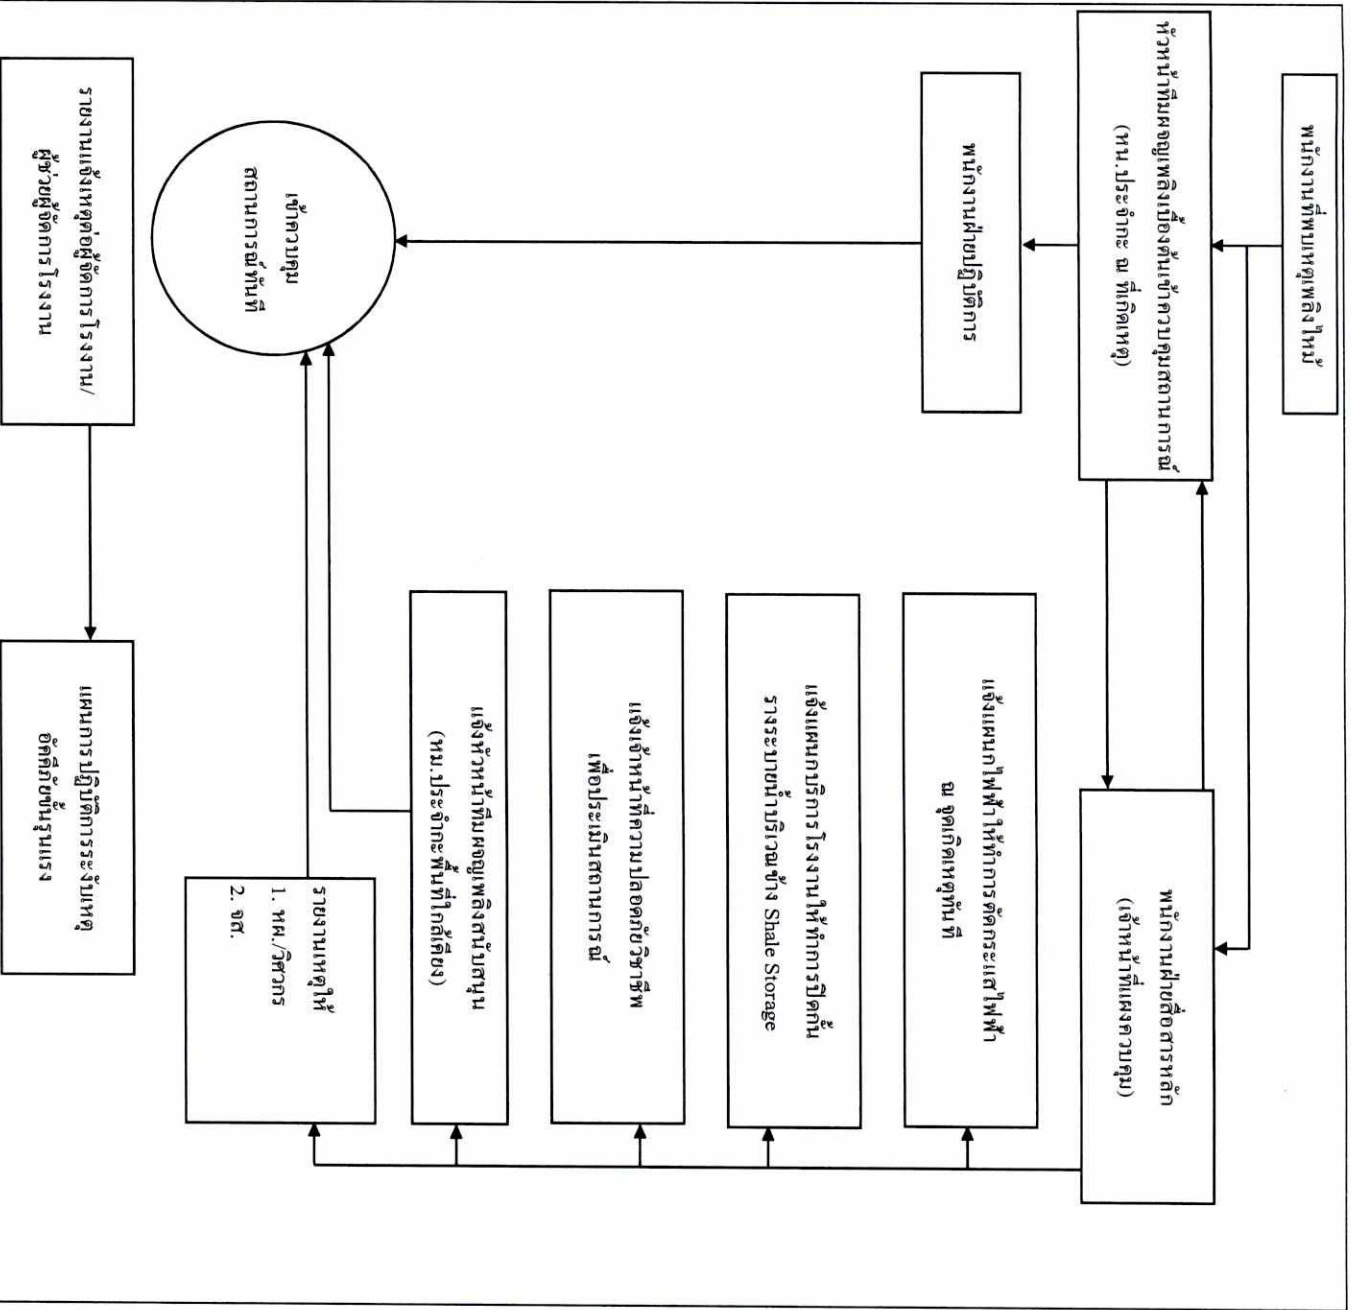 พนักงานที่พบเหตุเพลิงไหม้
หัวหน้าทีมผจญเพลิงเบื้องต้นเข้าควบคุมสถานการณ์
(หน.ประจำกะ ณ ที่เกิดเหตุ)
พนักงานฝ่ายสื่อสารหลัก
(เจ้าหน้าที่แผงควบคุม)
พนักงานฝ่ายปฏิบัติการ
แจ้งแผนกไฟฟ้าให้ทำการตัดกระแสไฟฟ้า
ณ จุดเกิดเหตุทันที
แจ้งแผนกบริการโรงงานให้ทำการปิดกั้น
รางระบายน้ำบริเวณข้าง Shale Storage
แจ้งเจ้าหน้าที่ความปลอดภัยวิชาชีพ
เพื่อประเมินสถานการณ์
แจ้งหัวหน้าทีมผจญเพลิงสนับสนุน
(หม.ประจำกะพื้นที่ใกล้เคียง)
เข้าควบคุม
สถานการณ์ทันที
รายงานเหตุให้
1. หผ./วิศวกร
2. จส.
รายงานแจ้งเหตุต่อผู้จัดการโรงงาน/
ผู้ช่วยผู้จัดการโรงงาน
แผนการปฏิบัติการระงับเหตุ
อัคคีภัยขั้นรุนแรง